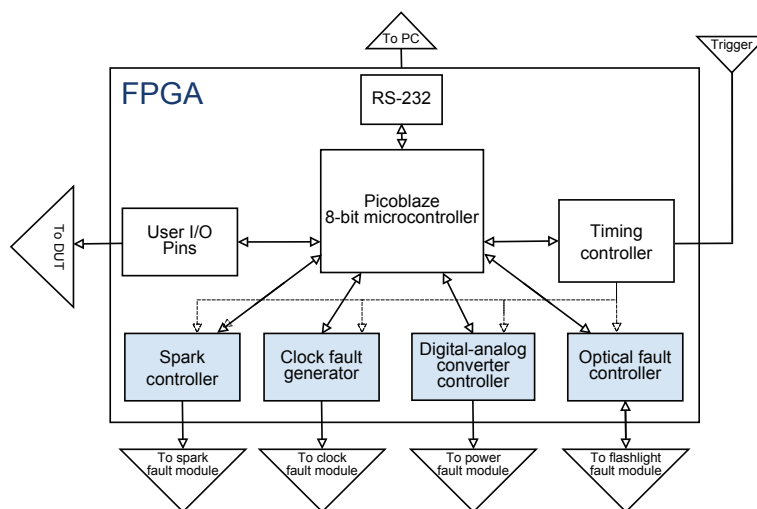 To PC
Trigger
FPGA
RS-232
Picoblaze
8-bit microcontroller
To DUT
User I/O
Pins
Timing
controller
Spark
controller
Clock fault
generator
Digital-analog
converter
controller
Optical fault
controller
To spark
fault module
To clock
fault module
To power
fault module
To flashlight
fault module